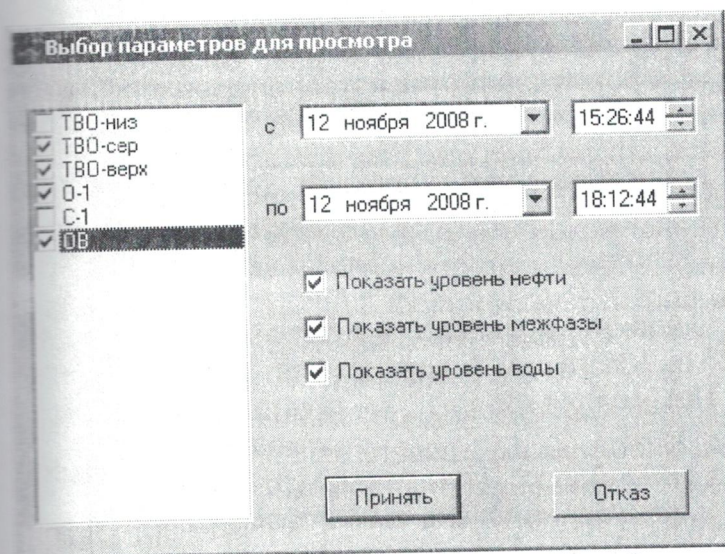 Выбор параметров для просмотра
ТВО-низ
ТВО-сер
ТВО-верх
О-1
С-1
ОВ
с 12 ноября 2008 г. 15:26:44
по 12 ноября 2008 г. 18:12:44
Показать уровень нефти
Показать уровень межфазы
Показать уровень воды
Принять Отказ